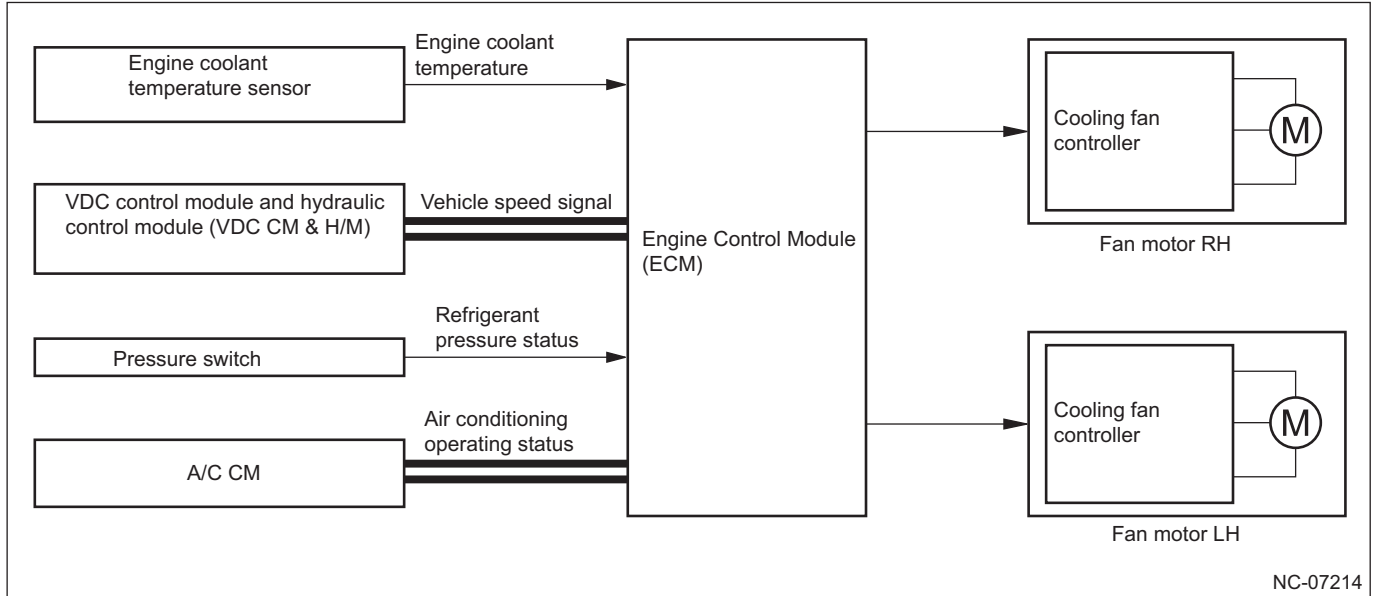 Engine coolant
temperature sensor
Engine coolant
temperature
VDC control module and hydraulic
control module (VDC CM & H/M)
Vehicle speed signal
Pressure switch
Refrigerant
pressure status
A/C CM
Air conditioning
operating status
Engine Control Module
(ECM)
Cooling fan
controller
M
Fan motor RH
Cooling fan
controller
M
Fan motor LH
NC-07214